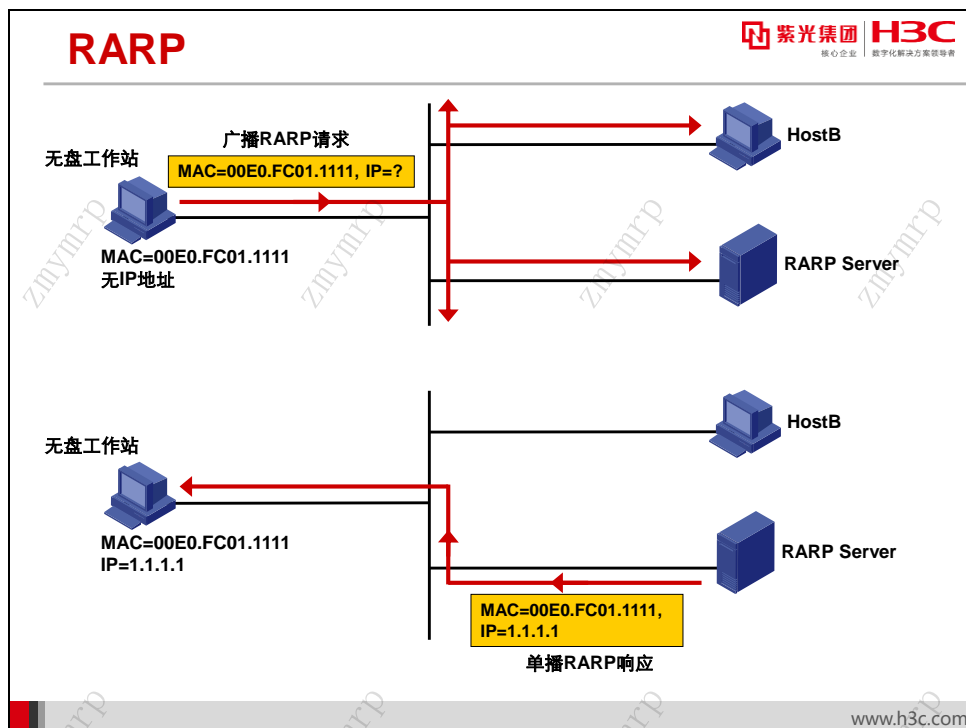 RARP
紫光集团
核心企业
H3C
数字化解决方案领导者
广播RARP请求
无盘工作站
MAC=00E0.FC01.1111, IP=?
MAC=00E0.FC01.1111
无IP地址
HostB
RARP Server
zmymrp
zmymrp
zmymrp
zmymrp
HostB
无盘工作站
MAC=00E0.FC01.1111
IP=1.1.1.1
RARP Server
MAC=00E0.FC01.1111,
IP=1.1.1.1
单播RARP响应
www.h3c.com